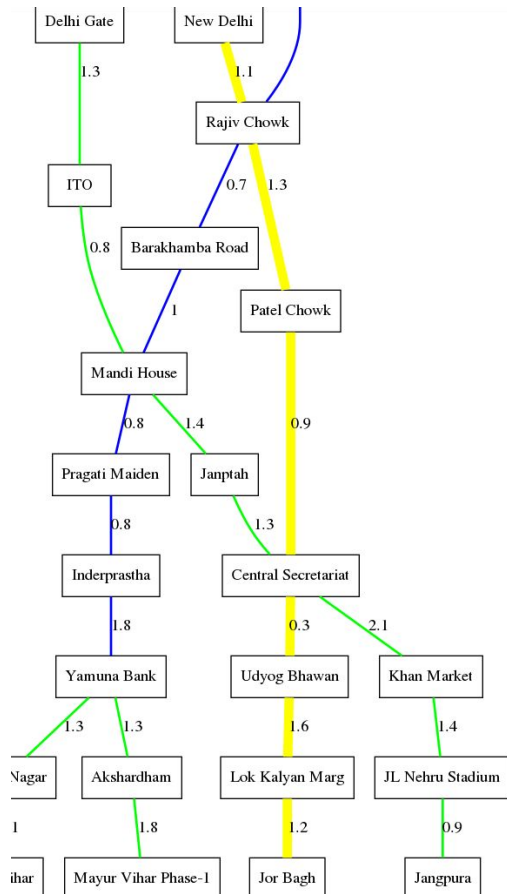 Delhi Gate
New Delhi
1.3
1.1
Rajiv Chowk
ITO
0.7
1.3
0.8
Barakhamba Road
1
Patel Chowk
Mandi House
0.8
1.4
0.9
Pragati Maiden
Janptah
0.8
1.3
Inderprastha
Central Secretariat
1.8
0.3
2.1
Yamuna Bank
Udyog Bhawan
Khan Market
1.3
1.3
1.6
1.4
Nagar
Akshardham
Lok Kalyan Marg
JL Nehru Stadium
1
1.8
1.2
0.9
ihar
Mayur Vihar Phase-1
Jor Bagh
Jangpura